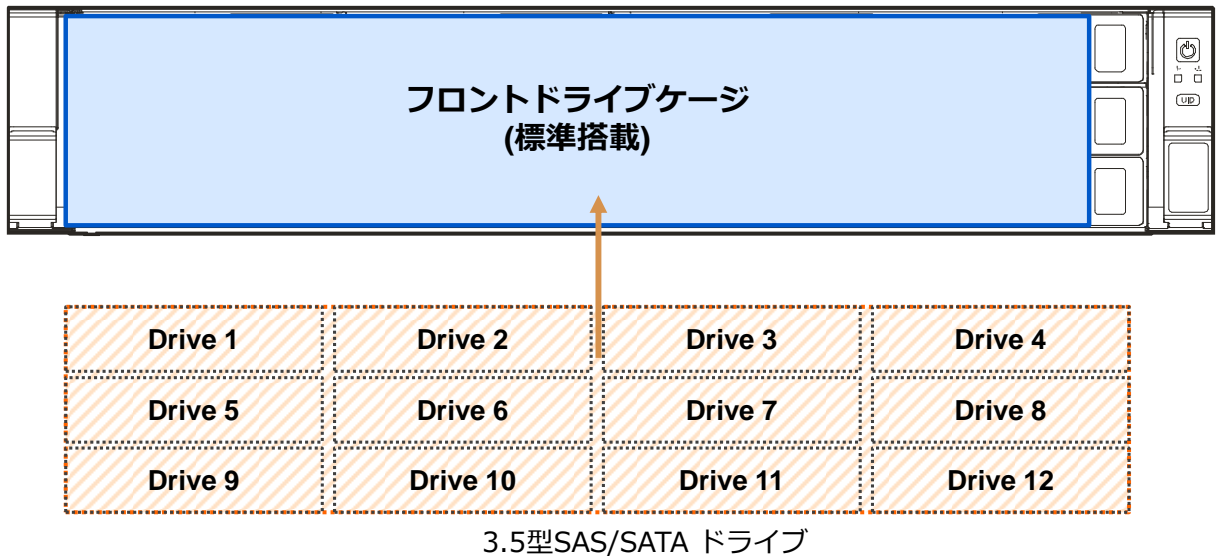 フロントドライブケージ
(標準搭載)
UID
Drive 1 Drive 2 Drive 3 Drive 4
Drive 5 Drive 6 Drive 7 Drive 8
Drive 9 Drive 10 Drive 11 Drive 12
3.5型SAS/SATA ドライブ